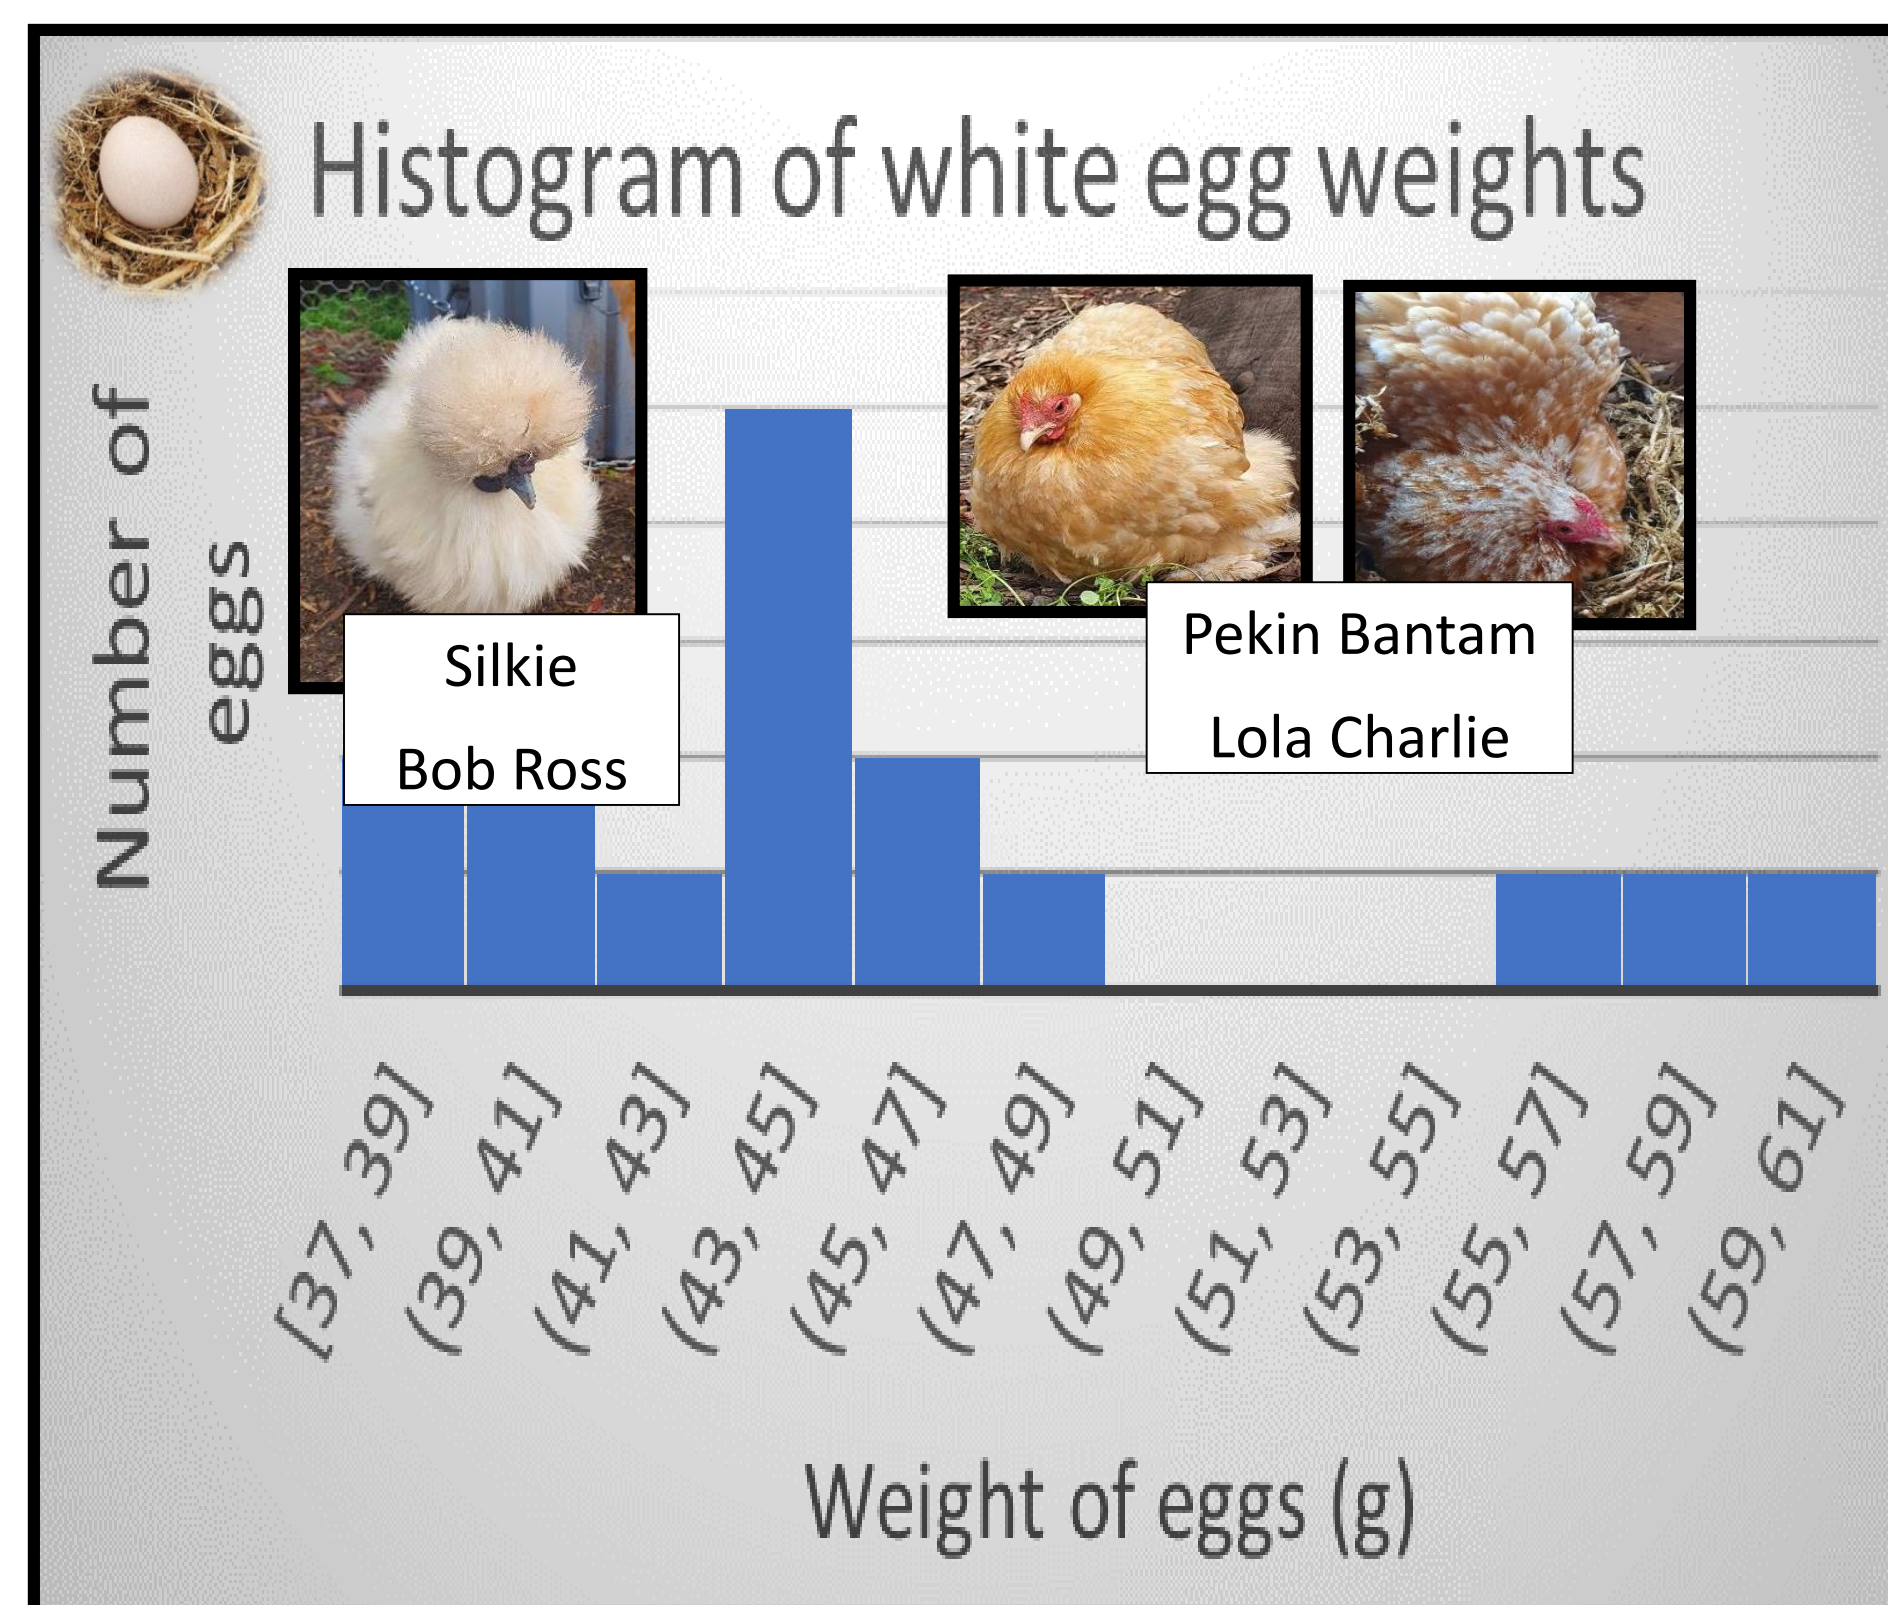 Histogram of white egg weights
Number of
eggs
Silkie
Bob Ross
Pekin Bantam
Lola Charlie
[37, 39]
(39, 41]
(41, 43]
(43, 45]
(45, 47]
(47, 49]
(49, 51]
(51, 53]
(53, 55]
(55, 57]
(57, 59]
(59, 61]
Weight of eggs (g)